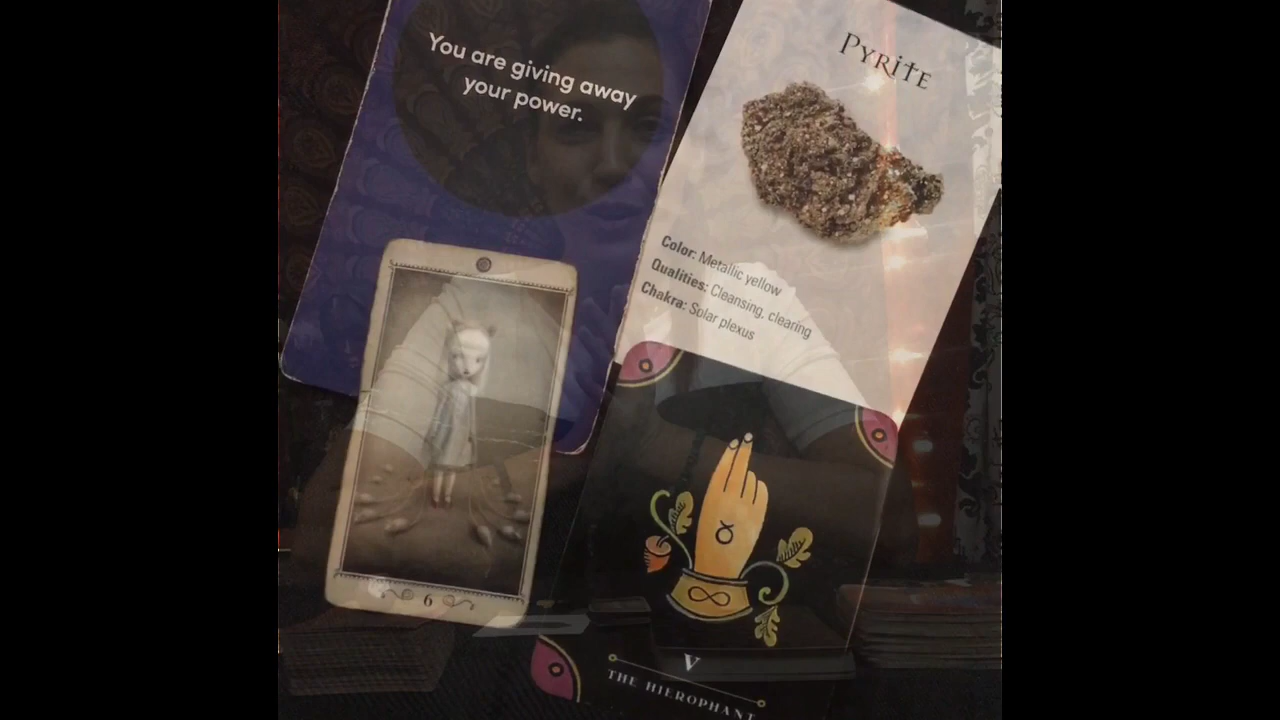 You are giving away
your power.
PYRITE
Color: Metallic yellow
Qualities: Cleansing, clearing
Chakra: Solar plexus
6
V
THE HIEROPHANT